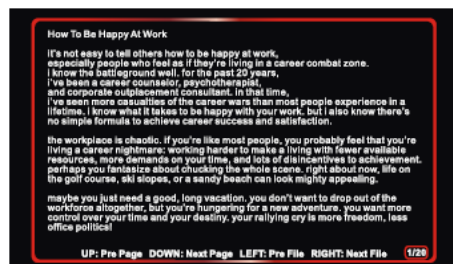 How To Be Happy At Work
it's not easy to tell others how to be happy at work,
especially people who feel as if they're living in a career combat zone.
i know the battleground well. for the past 20 years,
i've been a career counselor, psychotherapist,
and corporate outplacement consultant. in that time,
i've seen more casualties of the career wars than most people experience in a
lifetime. i know what it takes to be happy with your work. but i also know there's
no simple formula to achieve career success and satisfaction.
the workplace is chaotic. if you're like most people, you probably feel that you're
living a career nightmare: working harder to make a living with fewer available
resources, more demands on your time, and lots of disincentives to achievement.
perhaps you fantasize about chucking the whole scene. right about now, life on
the golf course, ski slopes, or a sandy beach can look mighty appealing.
maybe you just need a good, long vacation. you don't want to drop out of the
workforce altogether, but you're hungering for a new adventure. you want more
control over your time and your destiny. your rallying cry is more freedom, less
office politics!
UP: Pre Page DOWN: Next Page LEFT: Pre File RIGHT: Next File 1/20